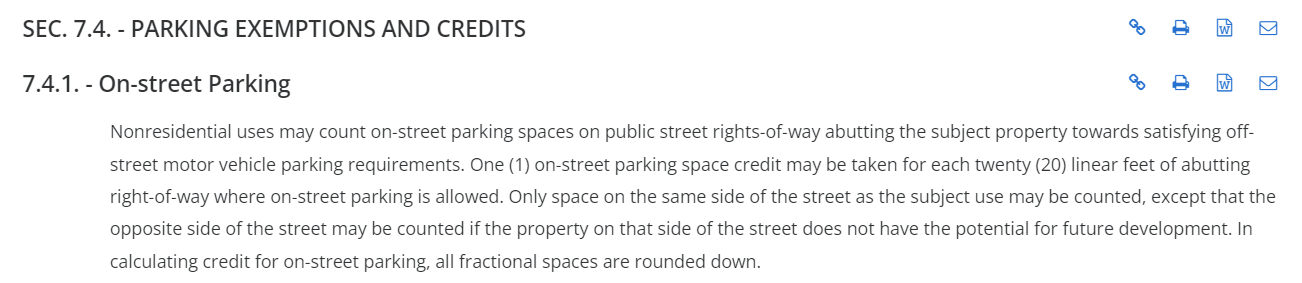 SEC. 7.4. - PARKING EXEMPTIONS AND CREDITS
7.4.1. - On-street Parking
Nonresidential uses may count on-street parking spaces on public street rights-of-way abutting the subject property towards satisfying off-
street motor vehicle parking requirements. One (1) on-street parking space credit may be taken for each twenty (20) linear feet of abutting
right-of-way where on-street parking is allowed. Only space on the same side of the street as the subject use may be counted, except that the
opposite side of the street may be counted if the property on that side of the street does not have the potential for future development. In
calculating credit for on-street parking, all fractional spaces are rounded down.